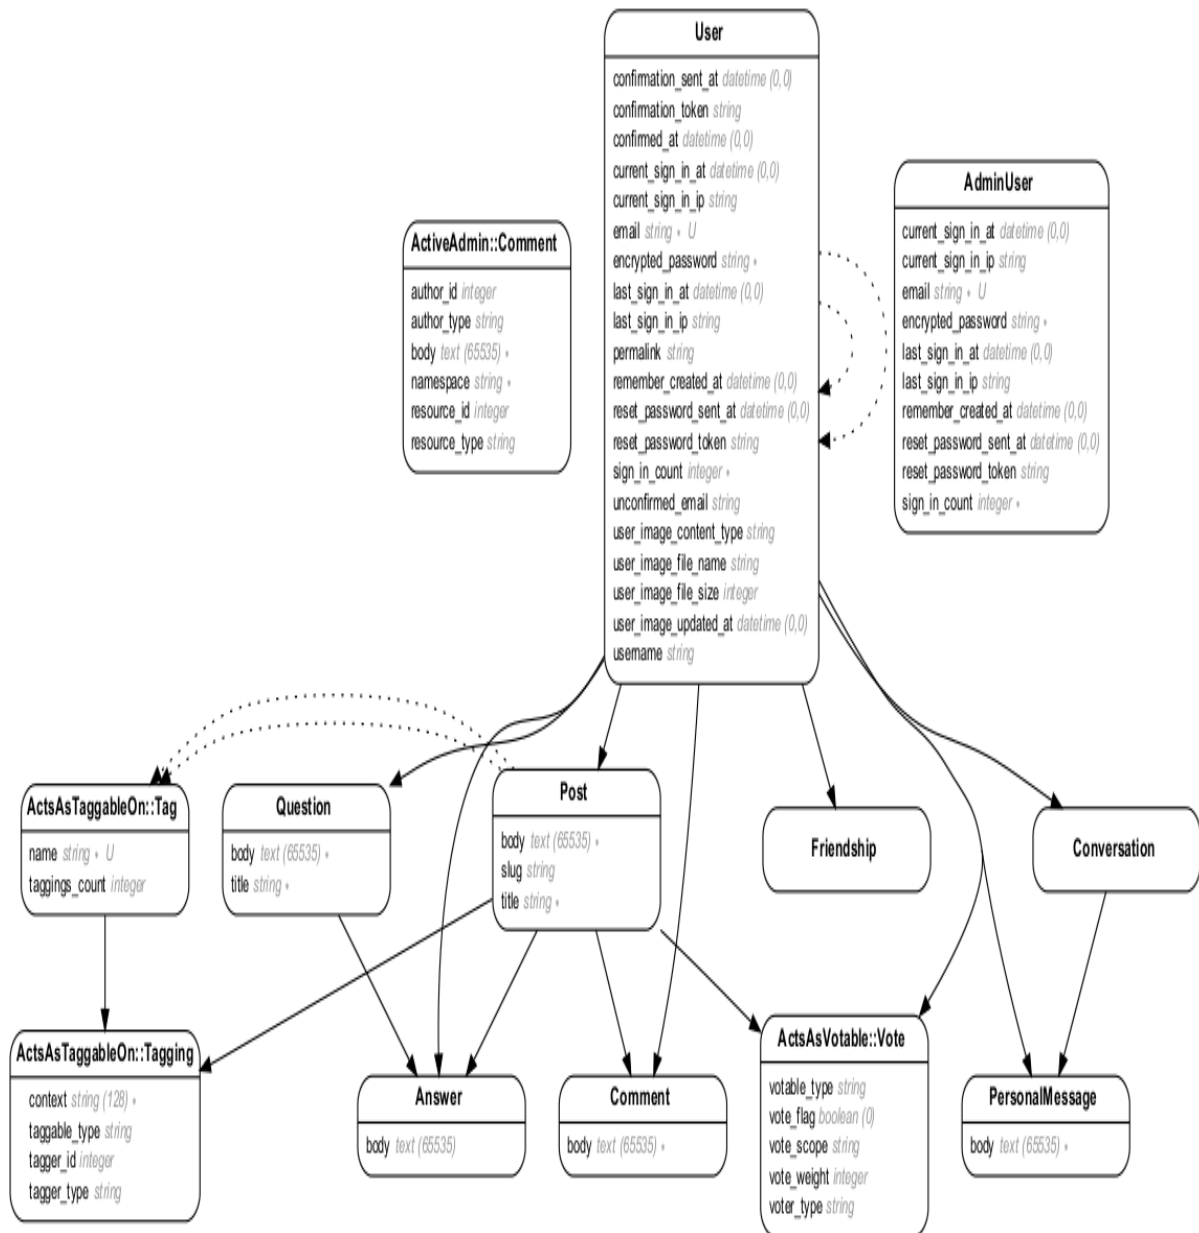 User
confirmation_sent_at datetime (0,0)
confirmation_token string
confirmed_at datetime (0,0)
current_sign_in_at datetime (0,0)
current_sign_in_ip string
email string * U
encrypted_password string *
last_sign_in_at datetime (0,0)
last_sign_in_ip string
permalink string
remember_created_at datetime (0,0)
reset_password_sent_at datetime (0,0)
reset_password_token string
sign_in_count integer *
unconfirmed_email string
user_image_content_type string
user_image_file_name string
user_image_file_size integer
user_image_updated_at datetime (0,0)
username string
AdminUser
current_sign_in_at datetime (0,0)
current_sign_in_ip string
email string * U
encrypted_password string *
last_sign_in_at datetime (0,0)
last_sign_in_ip string
remember_created_at datetime (0,0)
reset_password_sent_at datetime (0,0)
reset_password_token string
sign_in_count integer *
ActiveAdmin::Comment
author_id integer
author_type string
body text (65535) *
namespace string *
resource_id integer
resource_type string
ActsAsTaggableOn::Tag
name string * U
taggings_count integer
Question
body text (65535) *
title string *
Post
body text (65535) *
slug string
title string *
Friendship
Conversation
ActsAsTaggableOn::Tagging
context string (128) *
taggable_type string
tagger_id integer
tagger_type string
Answer
body text (65535)
Comment
body text (65535) *
ActsAsVotable::Vote
votable_type string
vote_flag boolean (0)
vote_scope string
vote_weight integer
voter_type string
PersonalMessage
body text (65535) *